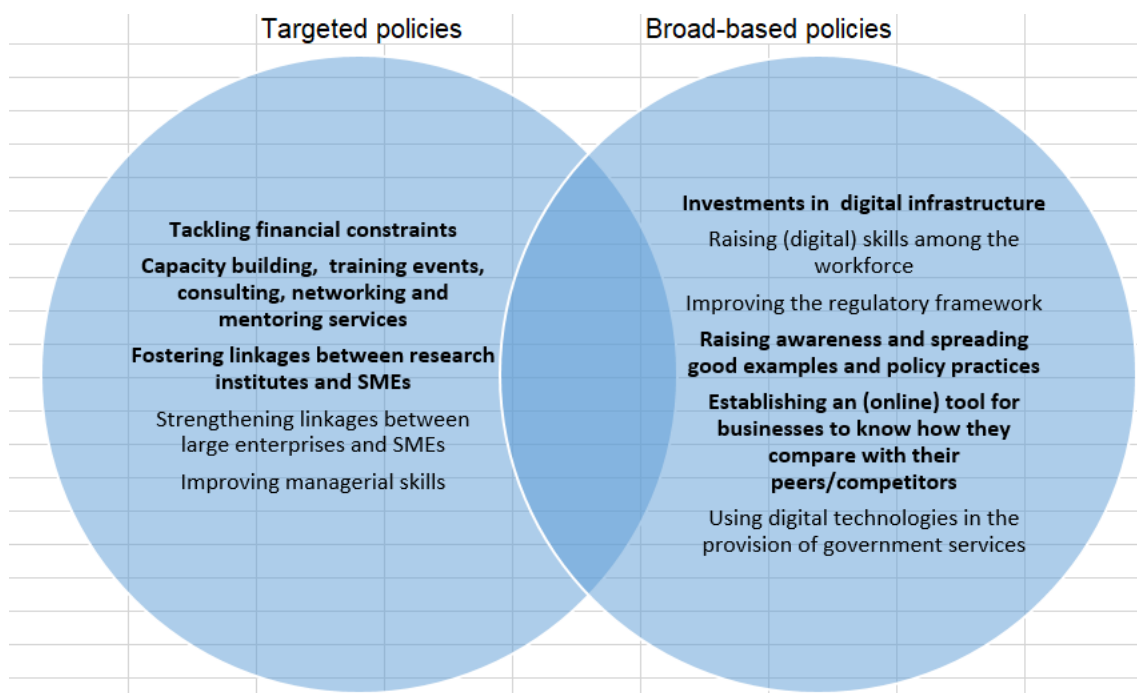 Targeted policies
Broad-based policies
Tackling financial constraints
Capacity building,  training events,
consulting, networking and
mentoring services
Fostering linkages between research
institutes and SMEs
Strengthening linkages between
large enterprises and SMEs
Improving managerial skills
Investments in  digital infrastructure
Raising (digital) skills among the
workforce
Improving the regulatory framework
Raising awareness and spreading
good examples and policy practices
Establishing an (online) tool for
businesses to know how they
compare with their
peers/competitors
Using digital technologies in the
provision of government services